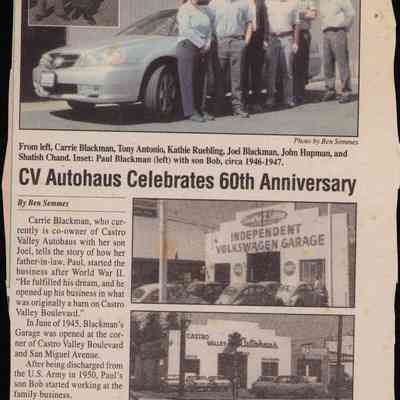 Photo by Ben Semmes
From left, Carrie Blackman, Tony Antonio, Kathie Ruebling, Joel Blackman, John Hupman, and
Shatish Chand. Inset: Paul Blackman (left) with son Bob, circa 1946-1947.
CV Autohaus Celebrates 60th Anniversary
By Ben Semmes
Carrie Blackman, who cur-
rently is co-owner of Castro
Valley Autohaus with her son
Joel, tells the story of how her
father-in-law, Paul, started the
business after World War II.
"He fulfilled his dream, and he
opened up his business in what
was originally a barn on Castro
Valley Boulevard."
In June of 1945, Blackman's
Garage was opened at the cor-
ner of Castro Valley Boulevard
and San Miguel Avenue.
After being discharged from
the U.S. Army in 1950, Paul's
son Bob started working at the
family business.
INDEPENDENT
VOLKSWAGEN GARAGE
CASTRO
VALLEY Autohaus